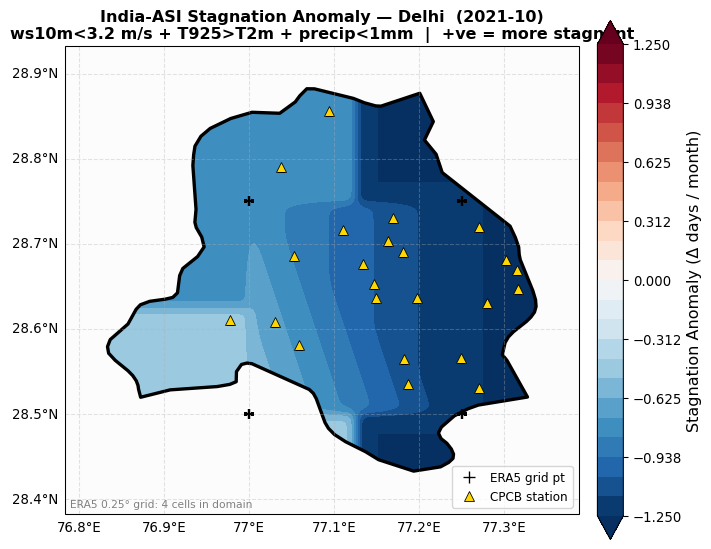 India-ASI Stagnation Anomaly — Delhi  (2021-10)
ws10m<3.2 m/s + T925>T2m + precip<1mm  |  +ve = more stagnant
28.9°N
28.8°N
28.7°N
28.6°N
28.5°N
28.4°N
76.8°E
76.9°E
77°E
77.1°E
77.2°E
77.3°E
ERA5 0.25° grid: 4 cells in domain
ERA5 grid pt
CPCB station
1.250
0.938
0.625
0.312
0.000
−0.312
−0.625
−0.938
−1.250
Stagnation Anomaly (Δ days / month)